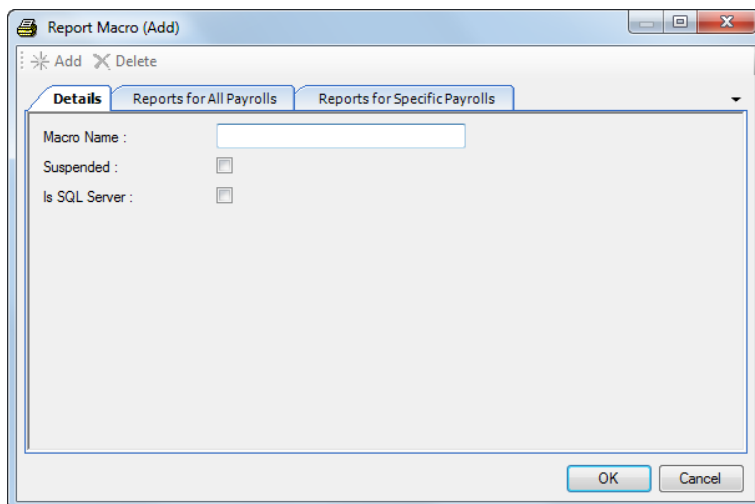 Report Macro (Add)
Add Delete
Details Reports for All Payrolls Reports for Specific Payrolls
Macro Name :
Suspended :
Is SQL Server :
OK Cancel